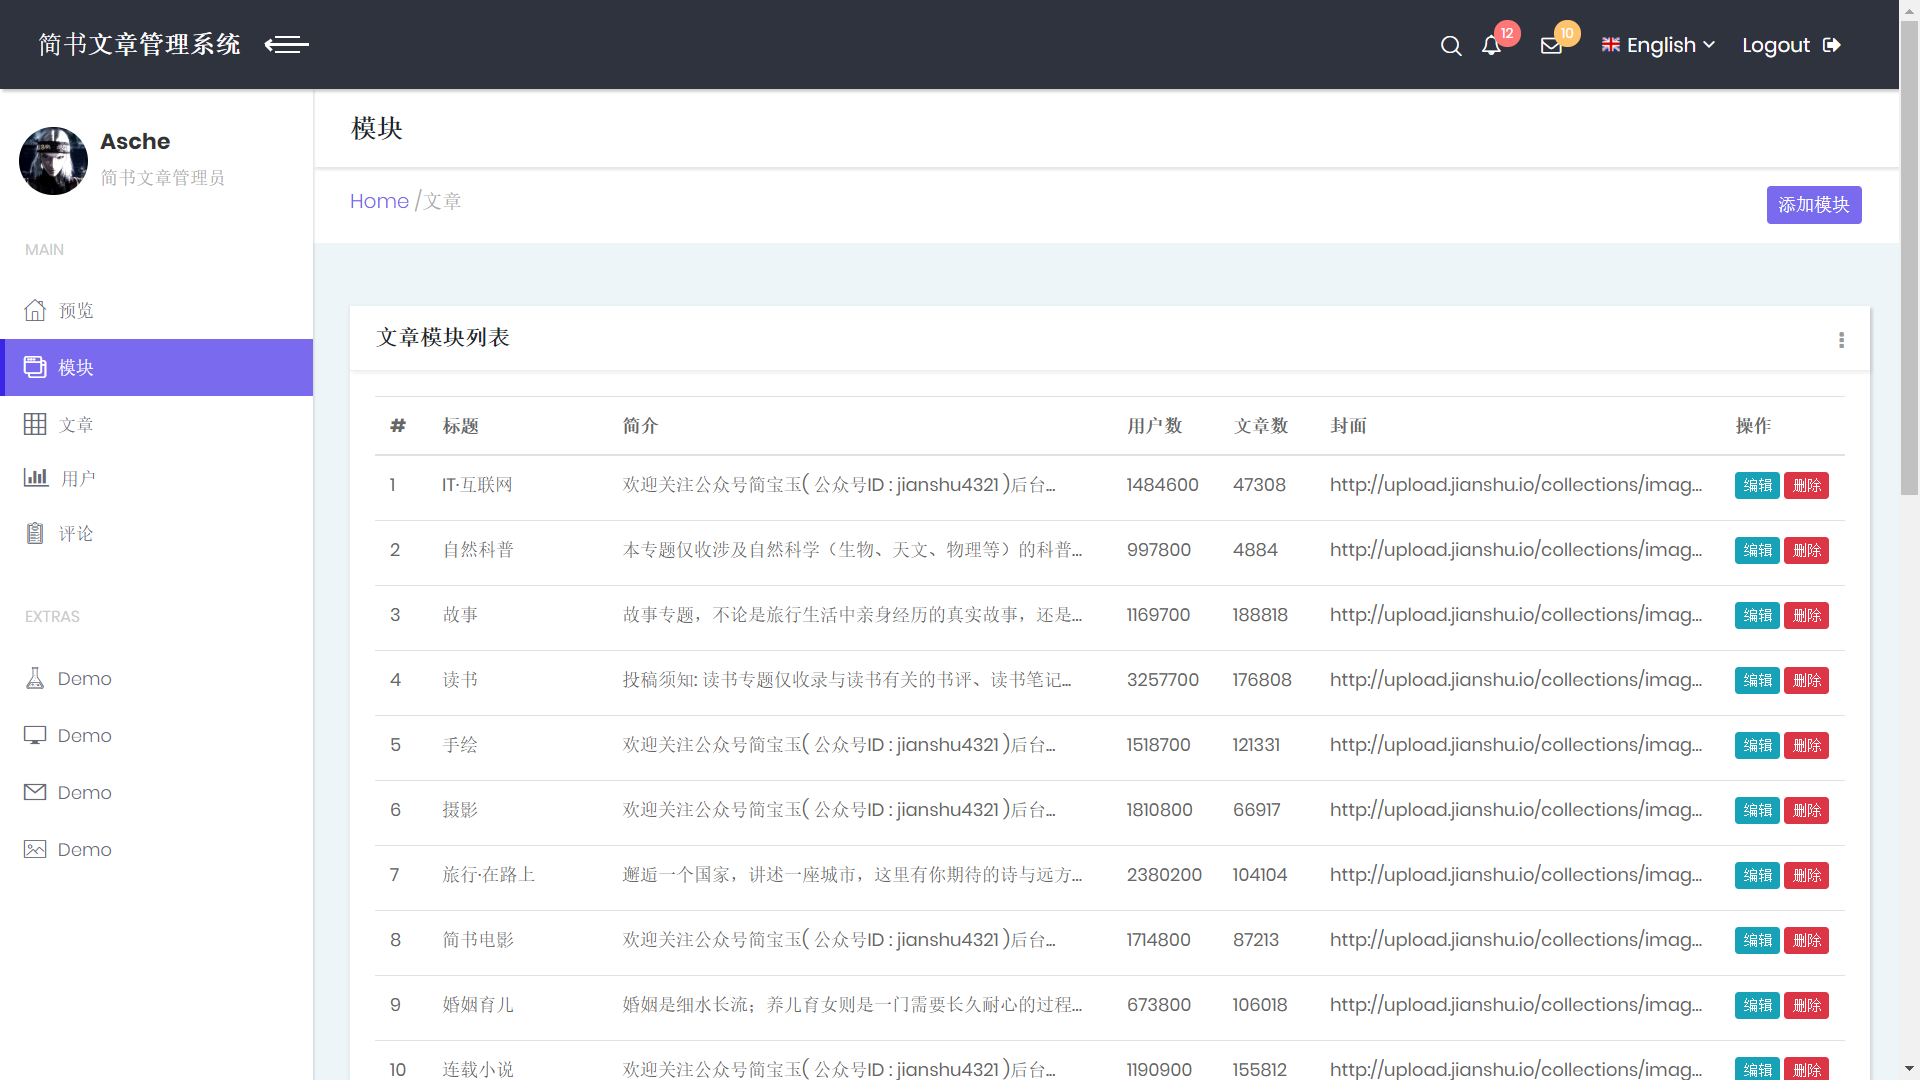 简书文章管理系统
12
10
English
Logout
Asche
简书文章管理员
MAIN
预览
模块
文章
用户
评论
EXTRAS
Demo
Demo
Demo
Demo
模块
Home /文章
添加模块
文章模块列表
# 标题 简介 用户数 文章数 封面 操作
1 IT·互联网 欢迎关注公众号简宝玉( 公众号ID : jianshu4321 )后台... 1484600 47308 http://upload.jianshu.io/collections/imag... 编辑 删除
2 自然科普 本专题仅收涉及自然科学（生物、天文、物理等）的科普... 997800 4884 http://upload.jianshu.io/collections/imag... 编辑 删除
3 故事 故事专题，不论是旅行生活中亲身经历的真实故事，还是... 1169700 188818 http://upload.jianshu.io/collections/imag... 编辑 删除
4 读书 投稿须知: 读书专题仅收录与读书有关的书评、读书笔记... 3257700 176808 http://upload.jianshu.io/collections/imag... 编辑 删除
5 手绘 欢迎关注公众号简宝玉( 公众号ID : jianshu4321 )后台... 1518700 121331 http://upload.jianshu.io/collections/imag... 编辑 删除
6 摄影 欢迎关注公众号简宝玉( 公众号ID : jianshu4321 )后台... 1810800 66917 http://upload.jianshu.io/collections/imag... 编辑 删除
7 旅行·在路上 邂逅一个国家，讲述一座城市，这里有你期待的诗与远方... 2380200 104104 http://upload.jianshu.io/collections/imag... 编辑 删除
8 简书电影 欢迎关注公众号简宝玉( 公众号ID : jianshu4321 )后台... 1714800 87213 http://upload.jianshu.io/collections/imag... 编辑 删除
9 婚姻育儿 婚姻是细水长流；养儿育女则是一门需要长久耐心的过程... 673800 106018 http://upload.jianshu.io/collections/imag... 编辑 删除
10 连载小说 欢迎关注公众号简宝玉( 公众号ID : jianshu4321 )后台... 1190900 155812 http://upload.jianshu.io/collections/imag... 编辑 删除